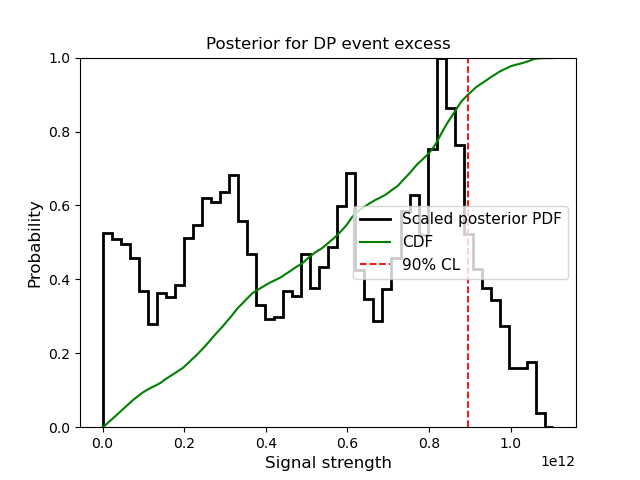 Posterior for DP event excess
Probability
1.0
0.8
0.6
0.4
0.2
0.0
Scaled posterior PDF
CDF
90% CL
0.0 0.2 0.4 0.6 0.8 1.0
1e12
Signal strength